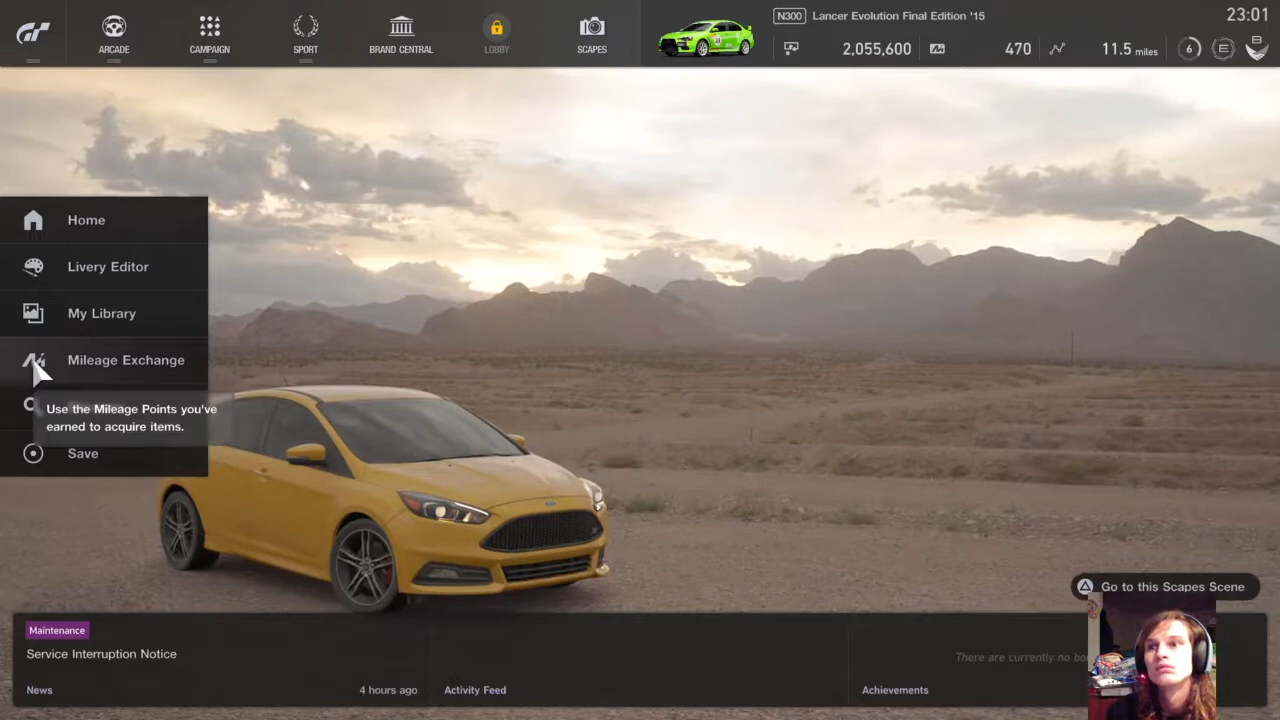 ARCADE
CAMPAIGN
SPORT
BRAND CENTRAL
LOBBY
SCAPES
N300 Lancer Evolution Final Edition '15
23:01
2,055,600
470
11.5 miles
6
E
B
Home
Livery Editor
My Library
Mileage Exchange
Use the Mileage Points you've
earned to acquire items.
Save
Go to this Scapes Scene
Maintenance
Service Interruption Notice
There are currently no
News
4 hours ago
Activity Feed
Achievements